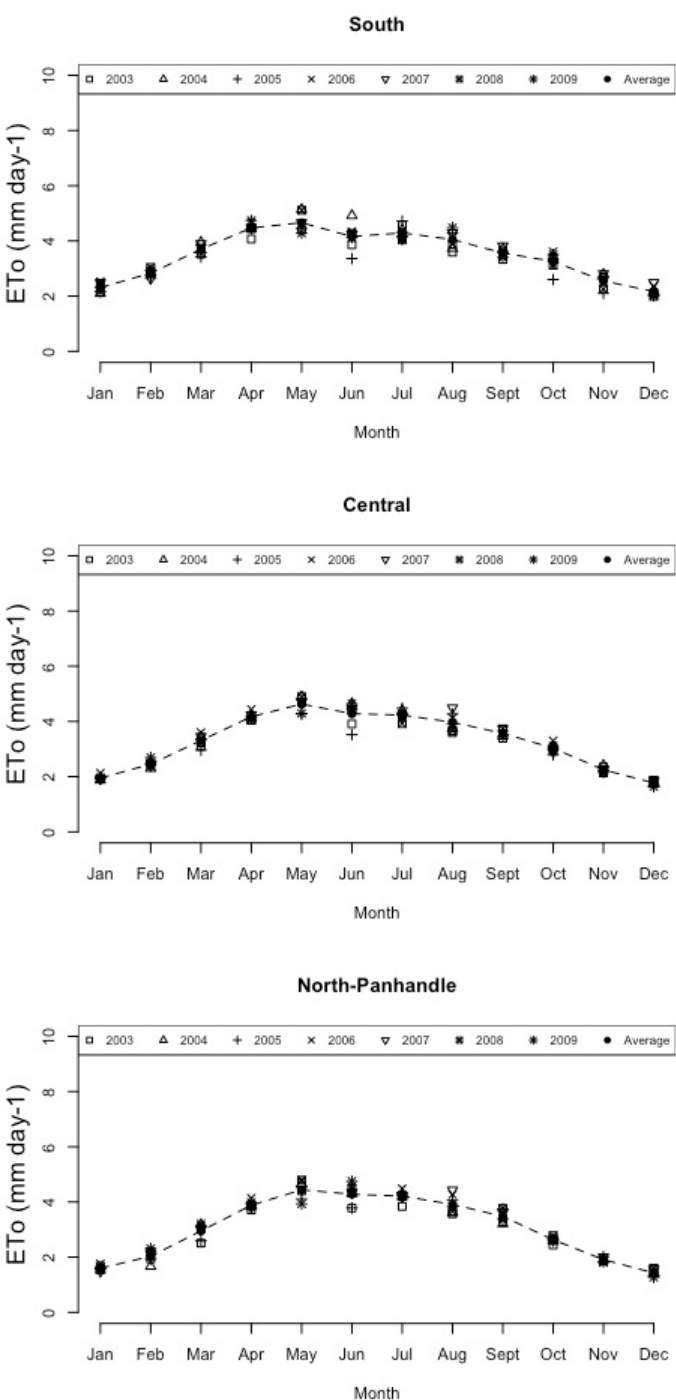 South
10 2003 2004 2005 2006 2007 2008 2009 Average
8
6
4
2
0
ETo (mm day-1)
Jan Feb Mar Apr May Jun Jul Aug Sept Oct Nov Dec
Month
Central
10 2003 2004 2005 2006 2007 2008 2009 Average
8
6
4
2
0
ETo (mm day-1)
Jan Feb Mar Apr May Jun Jul Aug Sept Oct Nov Dec
Month
North-Panhandle
10 2003 2004 2005 2006 2007 2008 2009 Average
8
6
4
2
0
ETo (mm day-1)
Jan Feb Mar Apr May Jun Jul Aug Sept Oct Nov Dec
Month